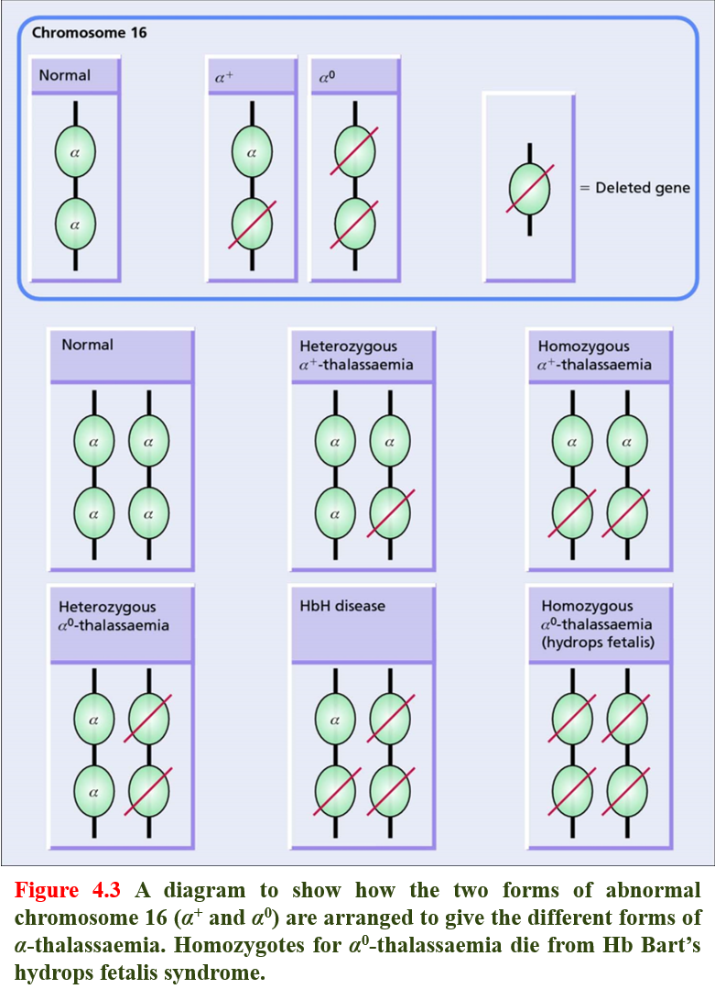 Chromosome 16
Normal
α⁺
α⁰
α
α
α
= Deleted gene
Normal
Heterozygous
α⁺-thalassaemia
Homozygous
α⁺-thalassaemia
α
α
α
α
α
α
α
α
α
Heterozygous
α⁰-thalassaemia
HbH disease
Homozygous
α⁰-thalassaemia
(hydrops fetalis)
α
α
α
Figure 4.3 A diagram to show how the two forms of abnormal
chromosome 16 (α⁺ and α⁰) are arranged to give the different forms of
α-thalassaemia. Homozygotes for α⁰-thalassaemia die from Hb Bart’s
hydrops fetalis syndrome.